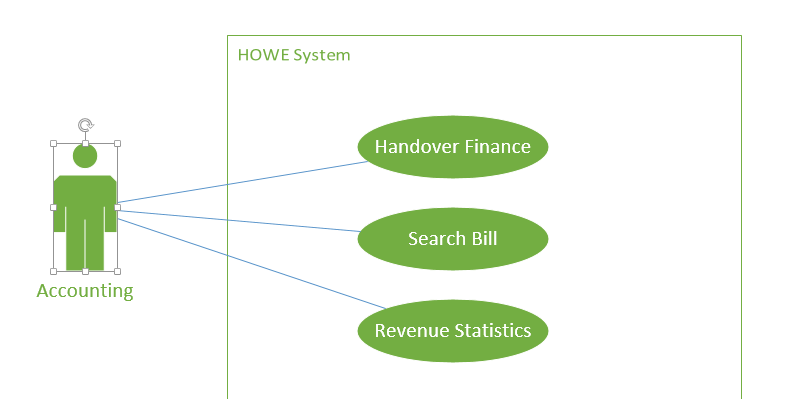 HOWE System
Handover Finance
Search Bill
Accounting
Revenue Statistics